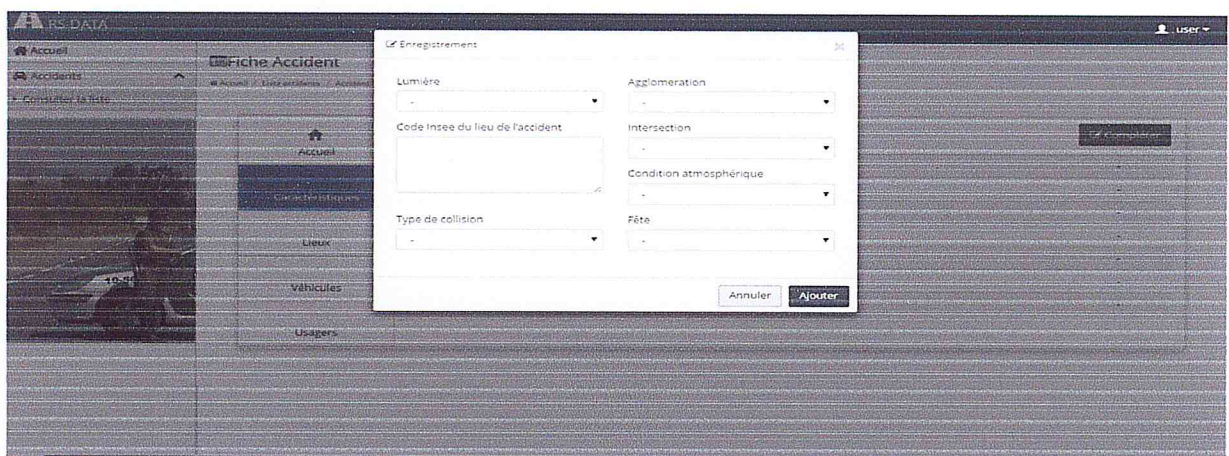 RS DATA
user
Accueil
Accidents
Consulter la liste
Fiche Accident
Accueil
Accueil
Caractéristiques
Lieux
Véhicules
Usagers
Enregistrement
Lumière
-
Code Insee du lieu de l'accident
Type de collision
-
Agglomeration
-
Intersection
-
Condition atmosphérique
-
Fête
-
Annuler
Ajouter